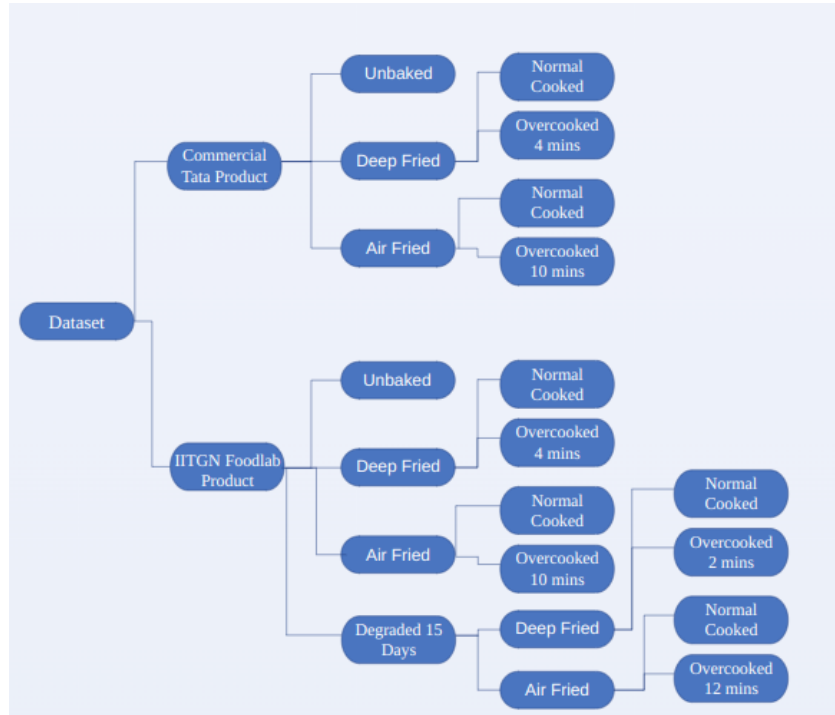 Unbaked
Normal
Cooked
Overcooked
4 mins
Commercial
Tata Product
Deep Fried
Normal
Cooked
Air Fried
Overcooked
10 mins
Dataset
Unbaked
Normal
Cooked
Overcooked
4 mins
IITGN Foodlab
Product
Deep Fried
Normal
Cooked
Air Fried
Overcooked
10 mins
Normal
Cooked
Overcooked
2 mins
Degraded 15
Days
Deep Fried
Normal
Cooked
Air Fried
Overcooked
12 mins